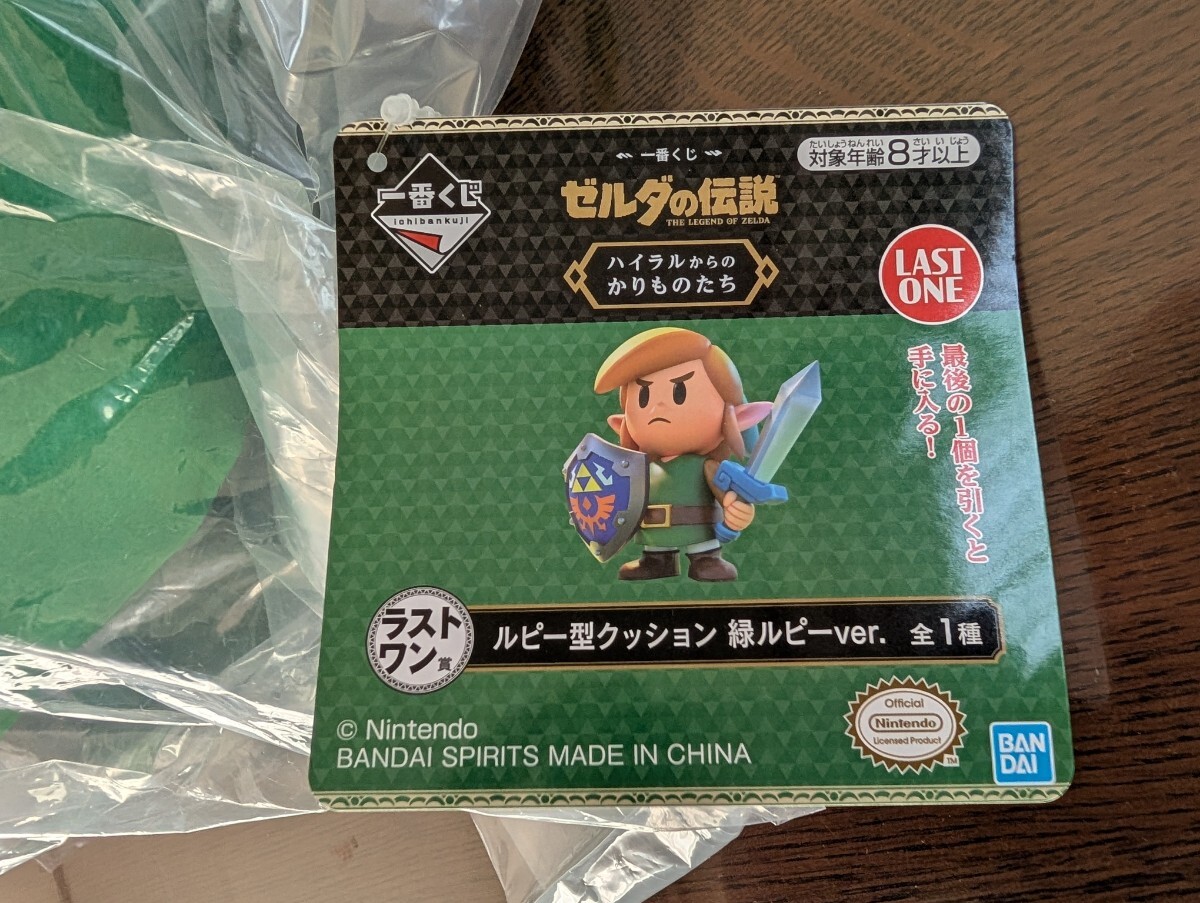 一番くじ
ichibankuji
一番くじ
ゼルダの伝説
THE LEGEND OF ZELDA
ハイラルからの
かりものたち
たいしょうねんれい さいいじょう
対象年齢8才以上
LAST
ONE
最後の1個を引くと
手に入る!
ラスト
ワン賞
ルピー型クッション 緑ルピーver. 全1種
© Nintendo
BANDAI SPIRITS MADE IN CHINA
Official
Nintendo
Licensed Product
TM
BAN
DAI